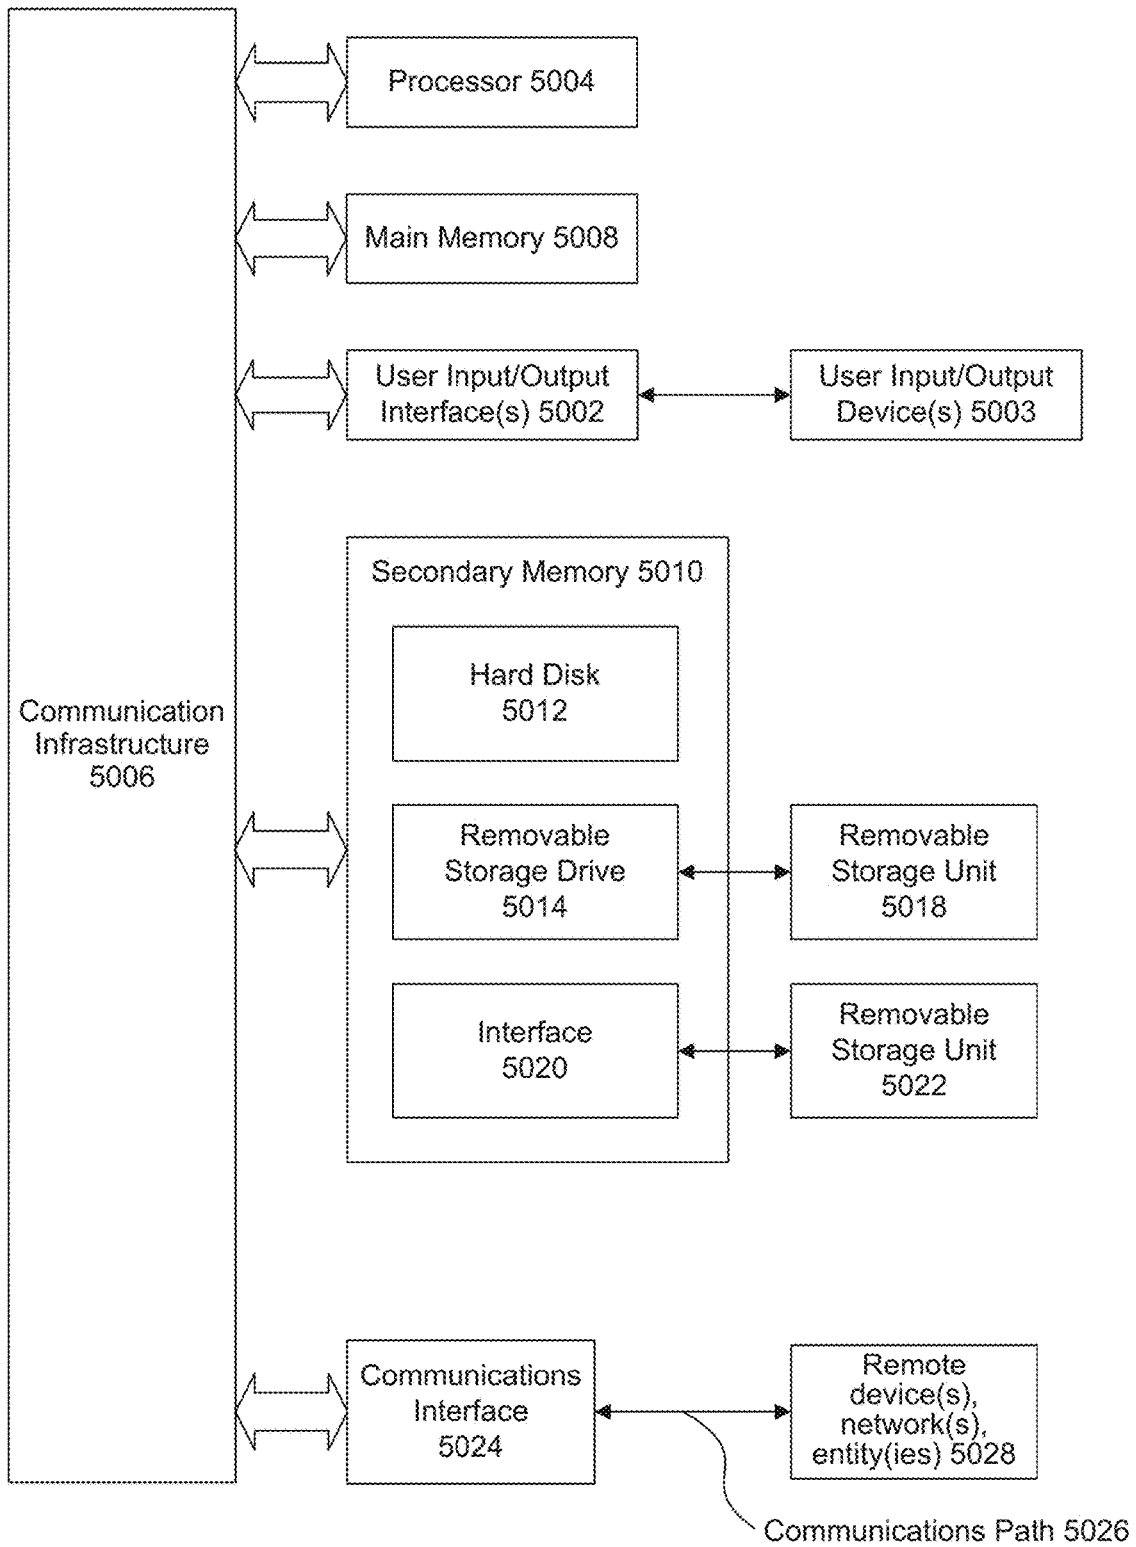 Processor 5004
Main Memory 5008
User Input/Output
Interface(s) 5002
User Input/Output
Device(s) 5003
Secondary Memory 5010
Hard Disk
5012
Communication
Infrastructure
5006
Removable
Storage Drive
5014
Removable
Storage Unit
5018
Interface
5020
Removable
Storage Unit
5022
Communications
Interface
5024
Remote
device(s),
network(s),
entity(ies) 5028
Communications Path 5026